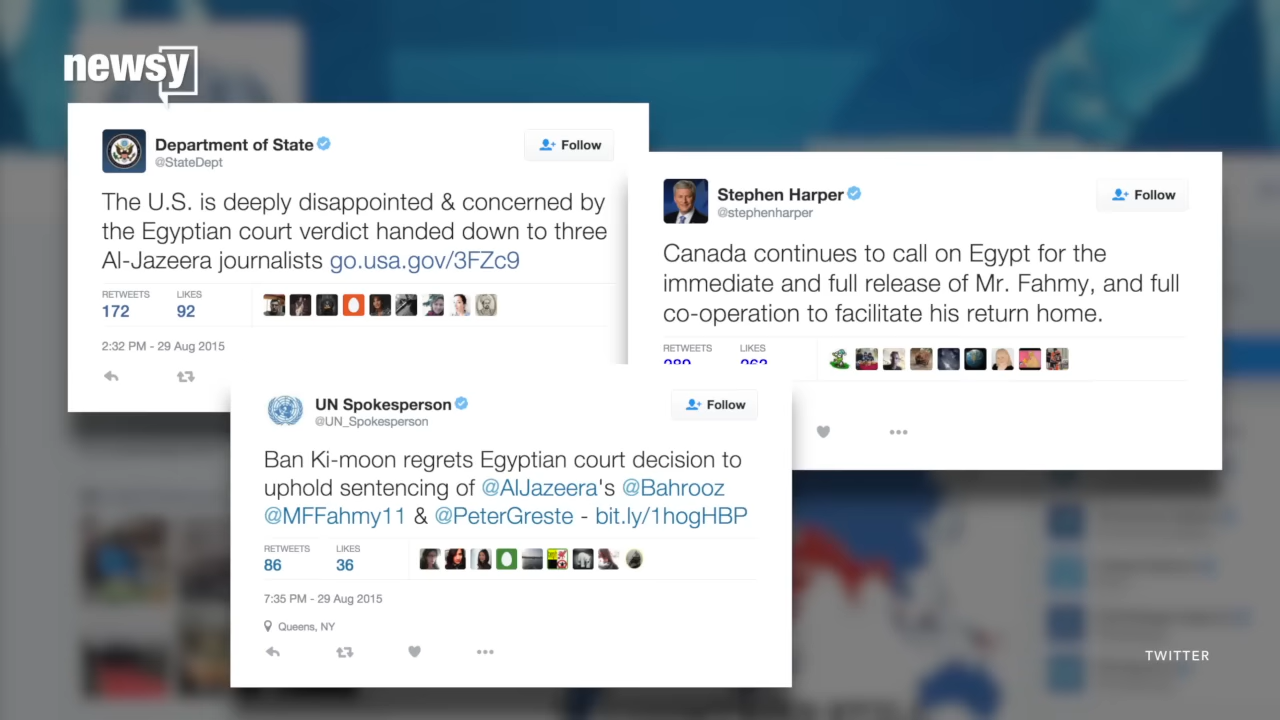 newsy
Department of State
@StateDept
Follow
The U.S. is deeply disappointed & concerned by
the Egyptian court verdict handed down to three
Al-Jazeera journalists go.usa.gov/3FZc9
RETWEETS LIKES
172 92
2:32 PM - 29 Aug 2015
Stephen Harper
@stephenharper
Follow
Canada continues to call on Egypt for the
immediate and full release of Mr. Fahmy, and full
co-operation to facilitate his return home.
RETWEETS LIKES
UN Spokesperson
@UN_Spokesperson
Follow
Ban Ki-moon regrets Egyptian court decision to
uphold sentencing of @AlJazeera's @Bahrooz
@MFFahmy11 & @PeterGreste - bit.ly/1hogHBP
RETWEETS LIKES
86 36
7:35 PM - 29 Aug 2015
Queens, NY
TWITTER